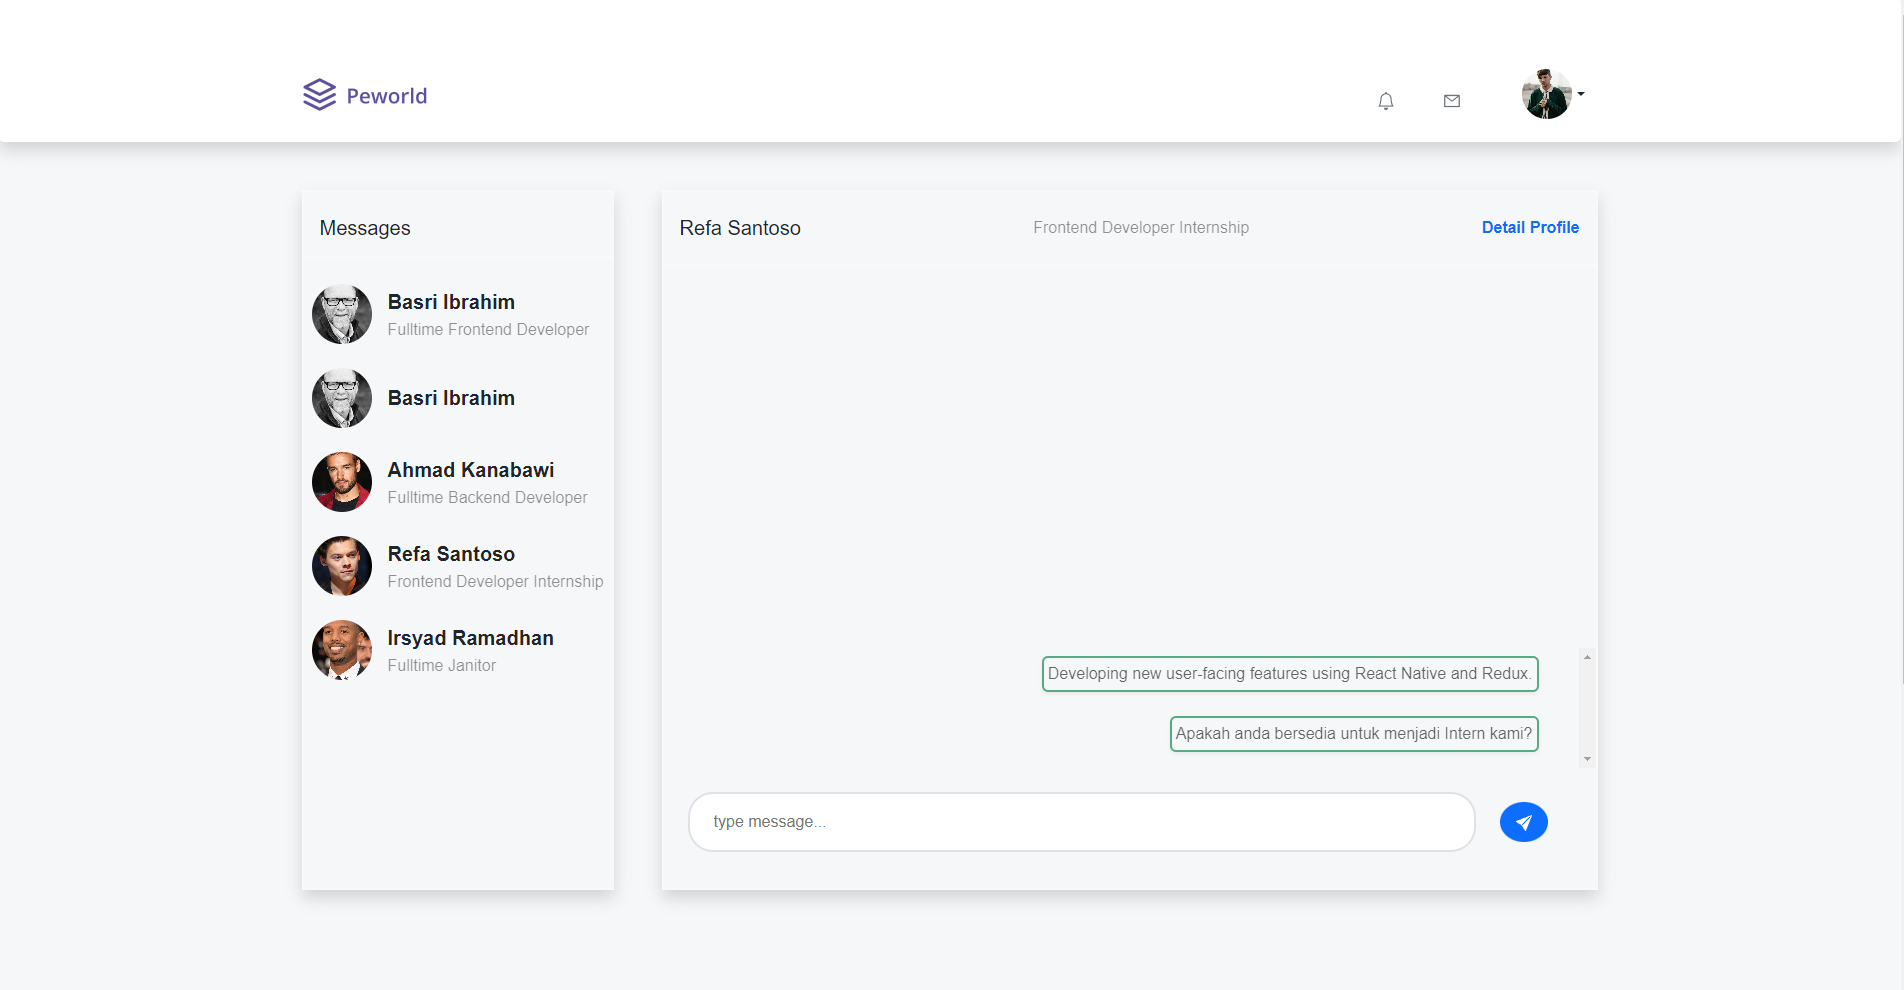 Peworld
Messages
Basri Ibrahim
Fulltime Frontend Developer
Basri Ibrahim
Ahmad Kanabawi
Fulltime Backend Developer
Refa Santoso
Frontend Developer Internship
Irsyad Ramadhan
Fulltime Janitor
Refa Santoso
Frontend Developer Internship
Detail Profile
Developing new user-facing features using React Native and Redux.
Apakah anda bersedia untuk menjadi Intern kami?
type message...